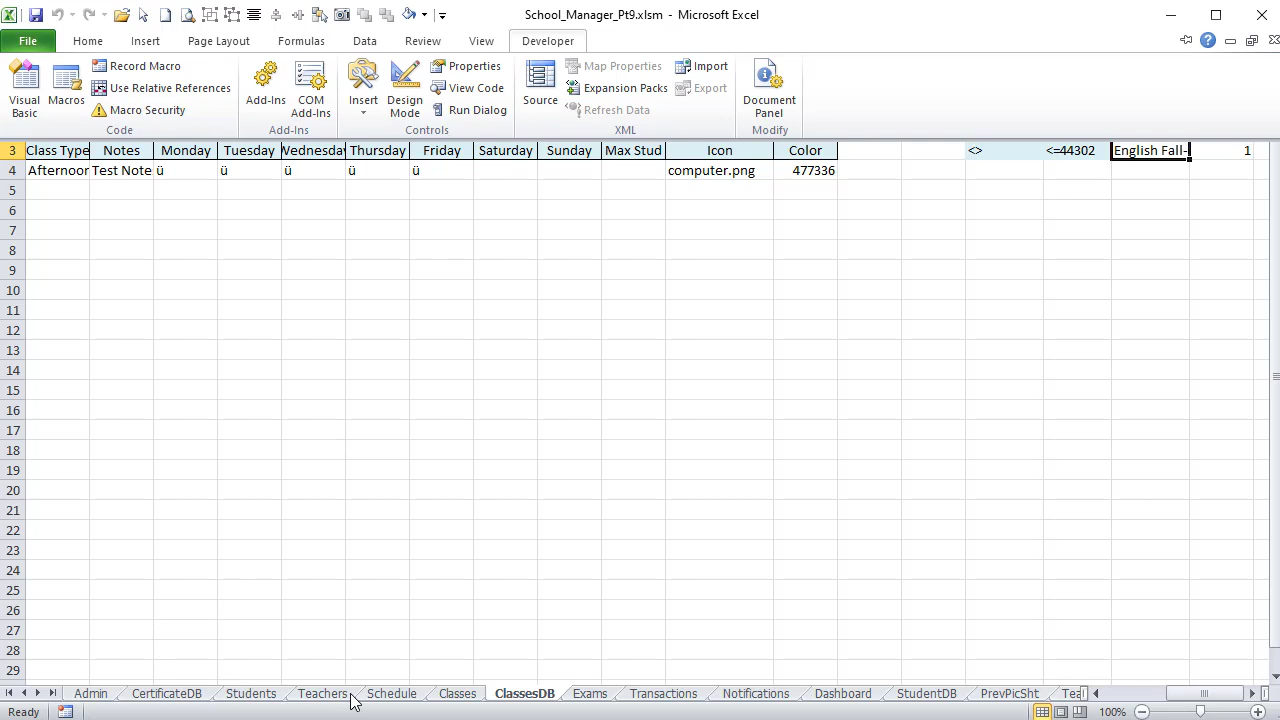 School_Manager_Pt9.xlsm - Microsoft Excel
File Home Insert Page Layout Formulas Data Review View Developer
Visual Basic
Macros
Record Macro
Use Relative References
Macro Security
Code
Add-Ins
COM Add-Ins
Add-Ins
Insert
Design Mode
Properties
View Code
Run Dialog
Controls
Source
Map Properties
Expansion Packs
Refresh Data
Import
Export
XML
Document Panel
Modify
3 Class Type Notes Monday Tuesday Wednesday Thursday Friday Saturday Sunday Max Stud Icon Color <> <=44302 English Fall- 1
4 Afternoor Test Note ü ü ü ü ü computer.png 477336
5
6
7
8
9
10
11
12
13
14
15
16
17
18
19
20
21
22
23
24
25
26
27
28
29
Admin CertificateDB Students Teachers Schedule Classes ClassesDB Exams Transactions Notifications Dashboard StudentDB PrevPicSht Tea
Ready 100%